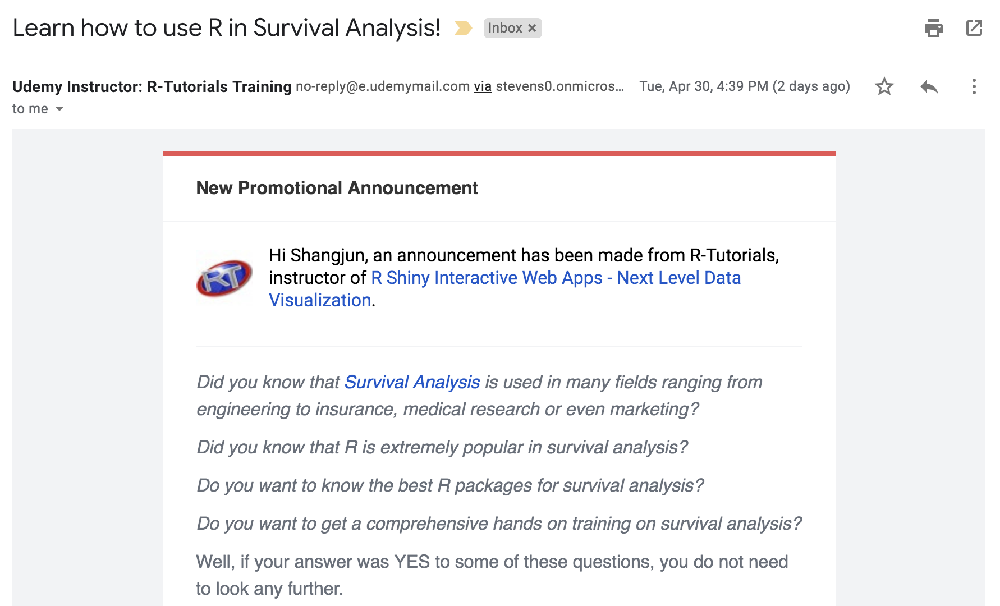 Learn how to use R in Survival Analysis! Inbox ×
Udemy Instructor: R-Tutorials Training no-reply@e.udemymail.com via stevens0.onmicros... Tue, Apr 30, 4:39 PM (2 days ago)
to me
New Promotional Announcement
RT
Hi Shangjun, an announcement has been made from R-Tutorials,
instructor of R Shiny Interactive Web Apps - Next Level Data
Visualization.
Did you know that Survival Analysis is used in many fields ranging from
engineering to insurance, medical research or even marketing?
Did you know that R is extremely popular in survival analysis?
Do you want to know the best R packages for survival analysis?
Do you want to get a comprehensive hands on training on survival analysis?
Well, if your answer was YES to some of these questions, you do not need
to look any further.